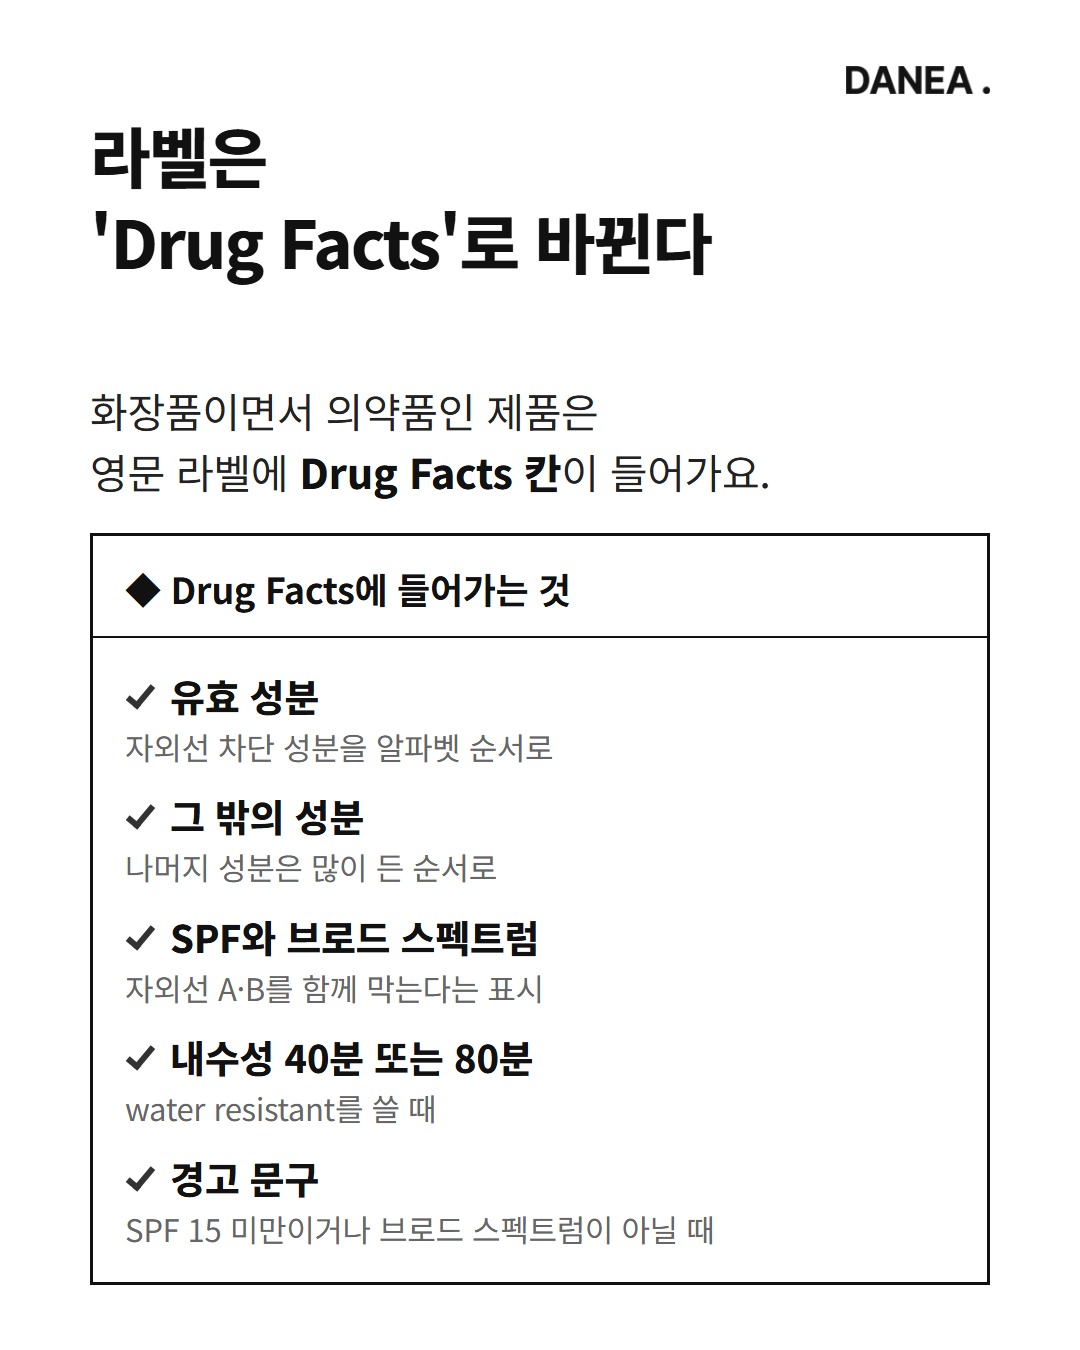 DANEA .
라벨은
'Drug Facts'로 바뀐다
화장품이면서 의약품인 제품은
영문 라벨에 Drug Facts 칸이 들어가요.
◆ Drug Facts에 들어가는 것
✓ 유효 성분
자외선 차단 성분을 알파벳 순서로
✓ 그 밖의 성분
나머지 성분은 많이 든 순서로
✓ SPF와 브로드 스펙트럼
자외선 A·B를 함께 막는다는 표시
✓ 내수성 40분 또는 80분
water resistant를 쓸 때
✓ 경고 문구
SPF 15 미만이거나 브로드 스펙트럼이 아닐 때